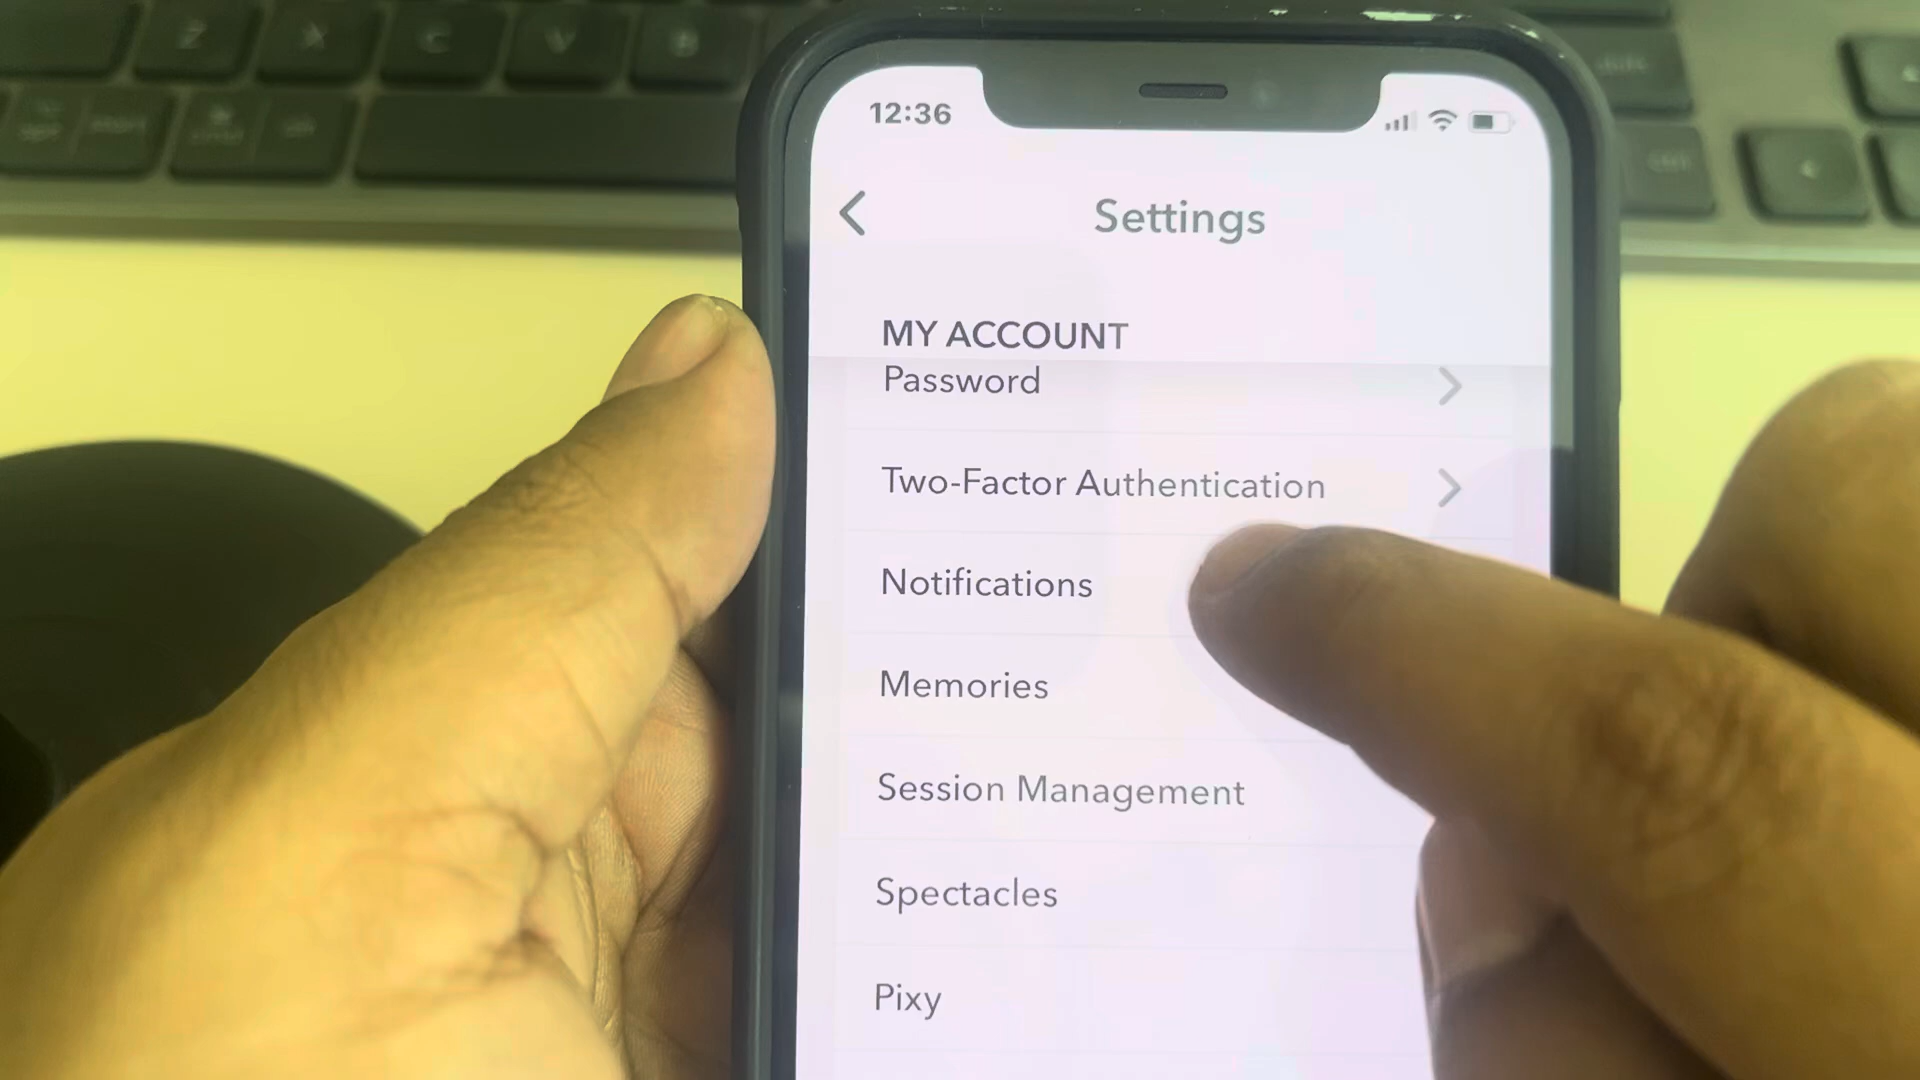 Z X C V B
12:36
Settings
MY ACCOUNT
Password
Two-Factor Authentication
Notifications
Memories
Session Management
Spectacles
Pixy